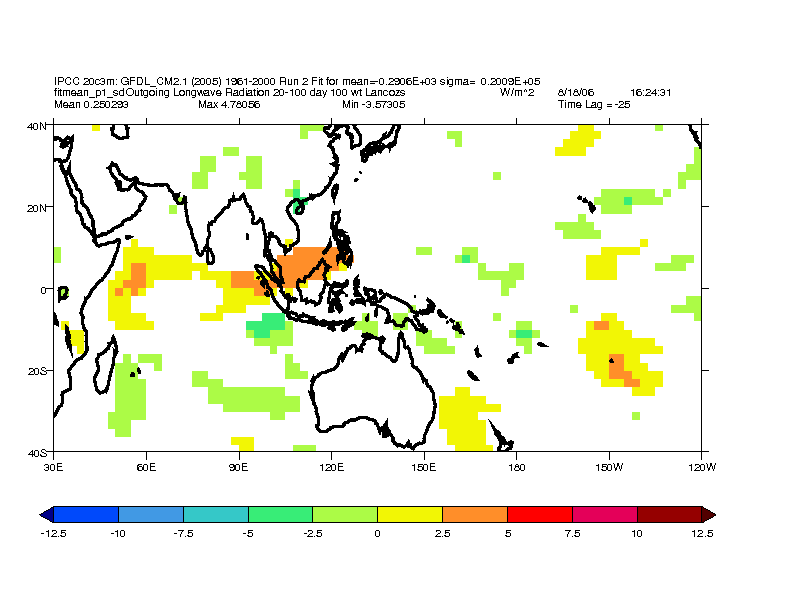 IPCC 20c3m: GFDL_CM2.1 (2005) 1961-2000 Run 2 Fit for mean=-0.2906E+03 sigma= 0.2009E+05
fitmean_p1_sdOutgoing Longwave Radiation 20-100 day 100 wt Lancozs W/m^2 8/18/06 16:24:31
Mean 0.250293 Max 4.78056 Min -3.57305 Time Lag = -25
40N
20N
0
20S
40S
30E 60E 90E 120E 150E 180 150W 120W
-12.5 -10 -7.5 -5 -2.5 0 2.5 5 7.5 10 12.5